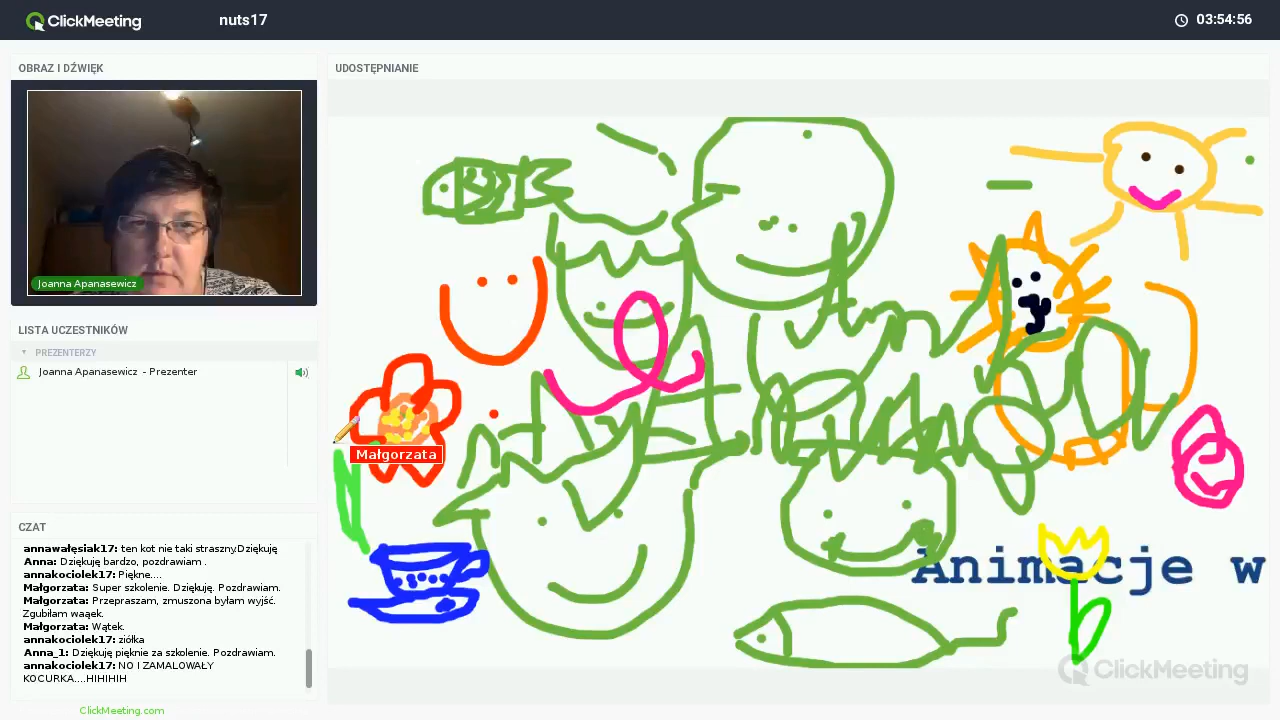 ClickMeeting
nuts17
03:54:56
OBRAZ I DŹWIĘK
Joanna Apanasewicz
LISTA UCZESTNIKÓW
PREZENTERZY
Joanna Apanasewicz - Prezenter
CZAT
annawałęsiak17: ten kot nie taki straszny.Dziękuję
Anna: Dziękuję bardzo, pozdrawiam .
annakociolek17: Piękne....
Małgorzata: Super szkolenie. Dziękuję. Pozdrawiam.
Małgorzata: Przepraszam, zmuszona byłam wyjść.
Zgubiłam waąek.
Małgorzata: Wątek.
annakociolek17: ziółka
Anna_1: Dziękuję pięknie za szkolenie. Pozdrawiam.
annakociolek17: NO I ZAMALOWAŁY
KOCURKA....HIHIHIH
ClickMeeting.com
UDOSTĘPNIANIE
Małgorzata
Animacje w
ClickMeeting